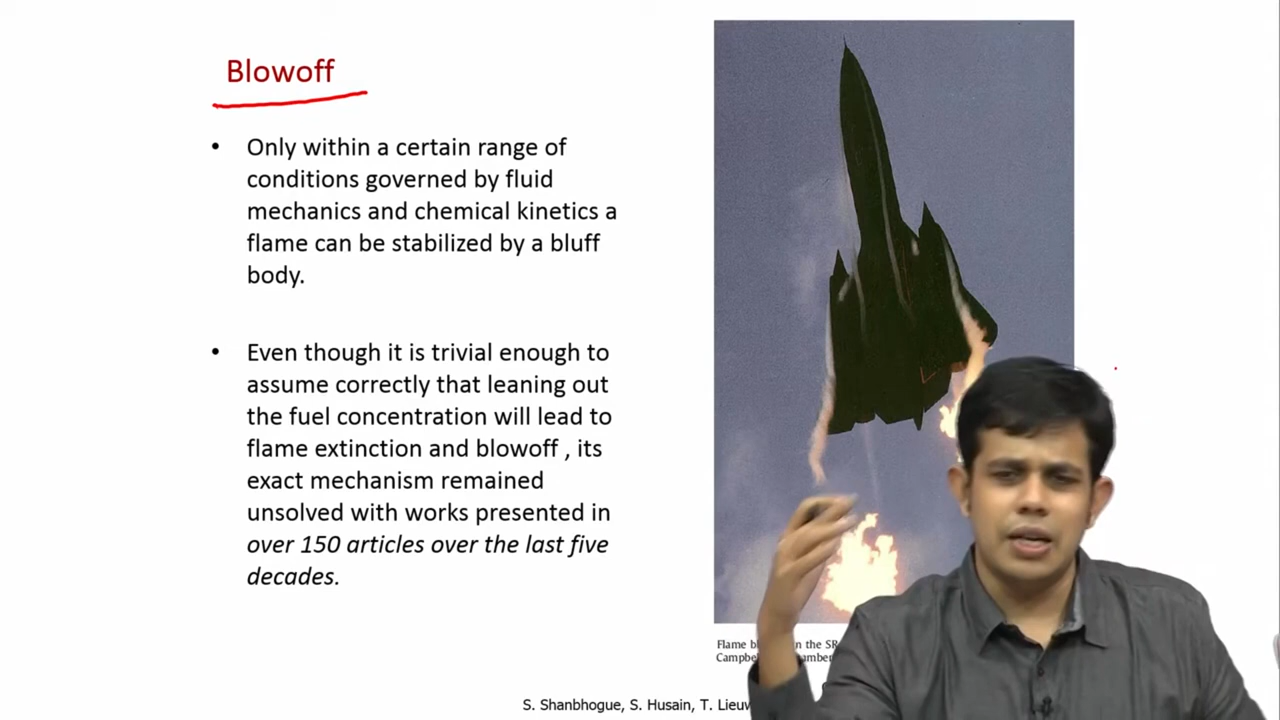 Blowoff
• Only within a certain range of
conditions governed by fluid
mechanics and chemical kinetics a
flame can be stabilized by a bluff
body.
• Even though it is trivial enough to
assume correctly that leaning out
the fuel concentration will lead to
flame extinction and blowoff , its
exact mechanism remained
unsolved with works presented in
over 150 articles over the last five
decades.
Flame the SR
S. Shanbhogue, S. Husain, T.